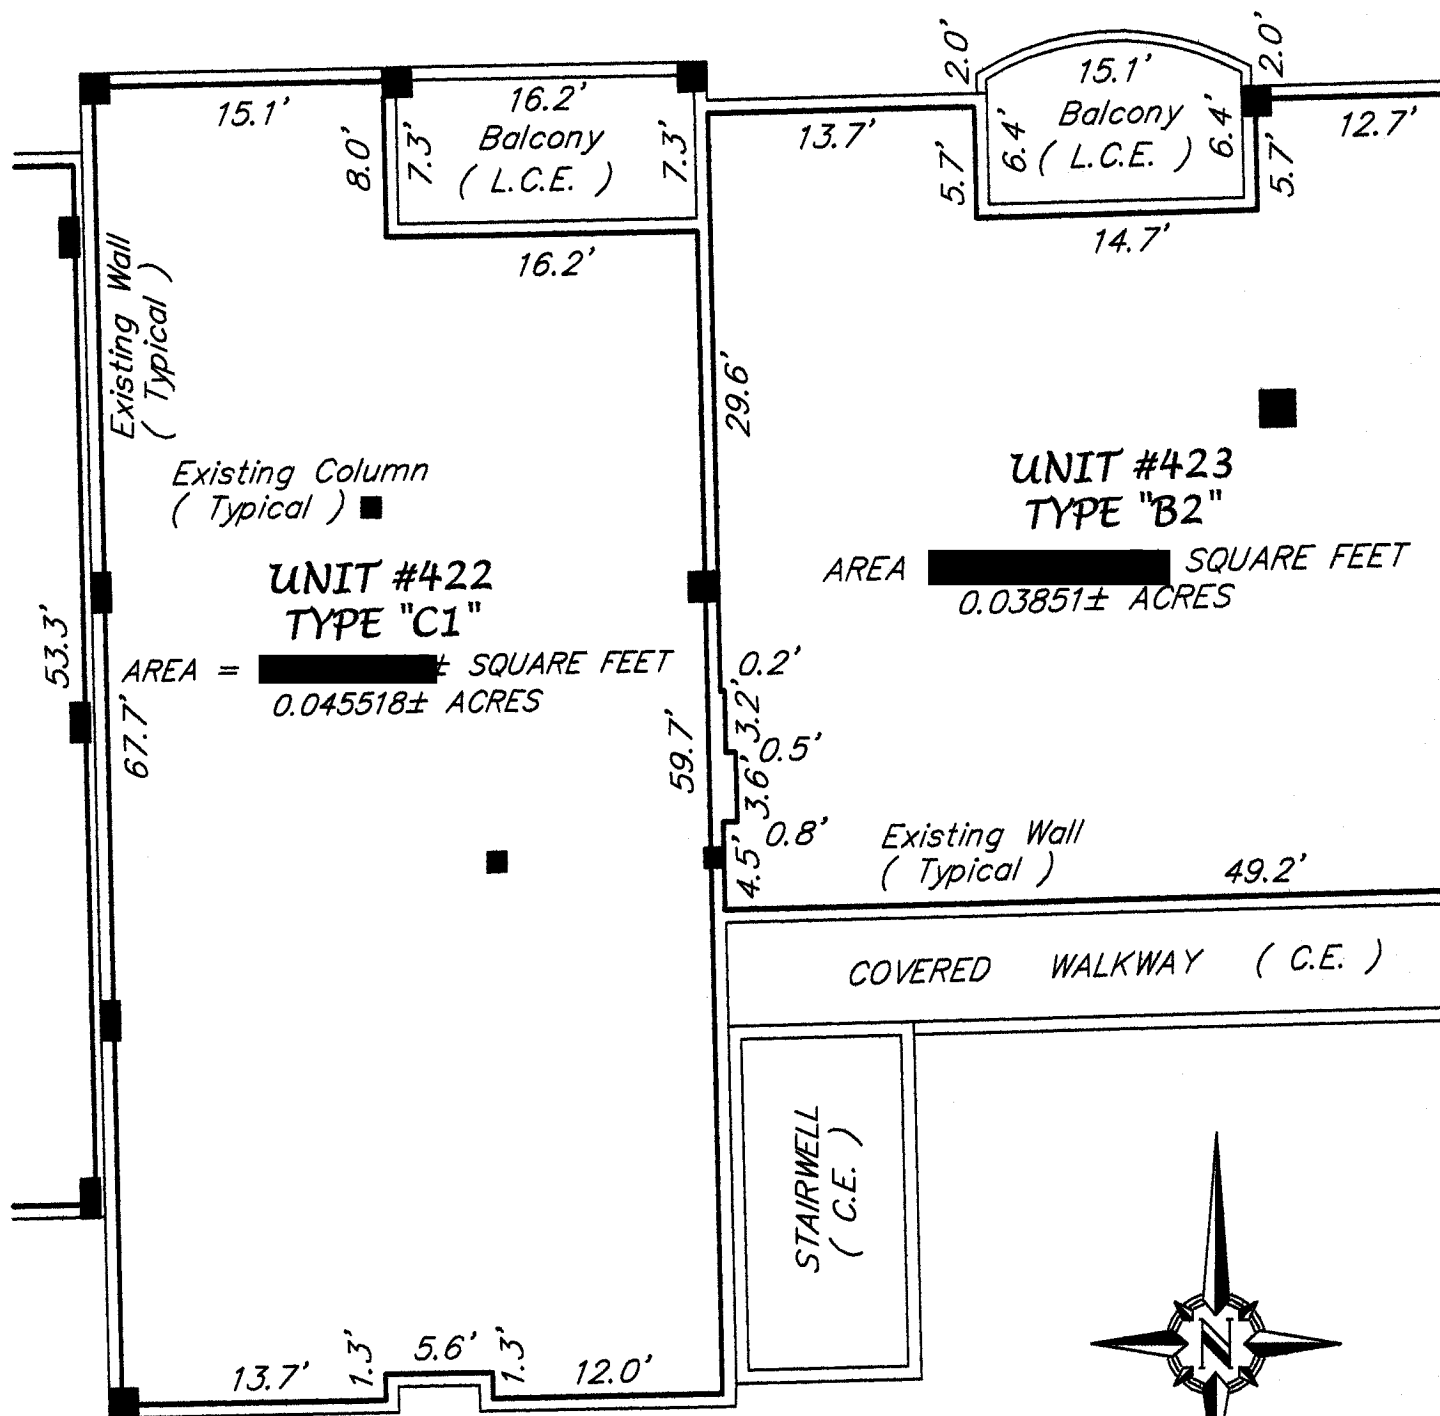 2.0'
2.0'
15.1'
16.2'
Balcony
( L.C.E. )
8.0'
7.3'
7.3'
13.7'
15.1'
Balcony
( L.C.E. )
6.4'
6.4'
5.7'
5.7'
12.7'
16.2'
14.7'
Existing Wall
( Typical )
29.6'
Existing Column
( Typical )
UNIT #422
TYPE "C1"
AREA = ± SQUARE FEET
0.045518± ACRES
UNIT #423
TYPE "B2"
AREA SQUARE FEET
0.03851± ACRES
53.3'
67.7'
59.7'
0.2'
3.2'
0.5'
3.6'
0.8'
4.5'
Existing Wall
( Typical )
49.2'
COVERED WALKWAY ( C.E. )
STAIRWELL
( C.E. )
13.7'
1.3'
5.6'
1.3'
12.0'
N